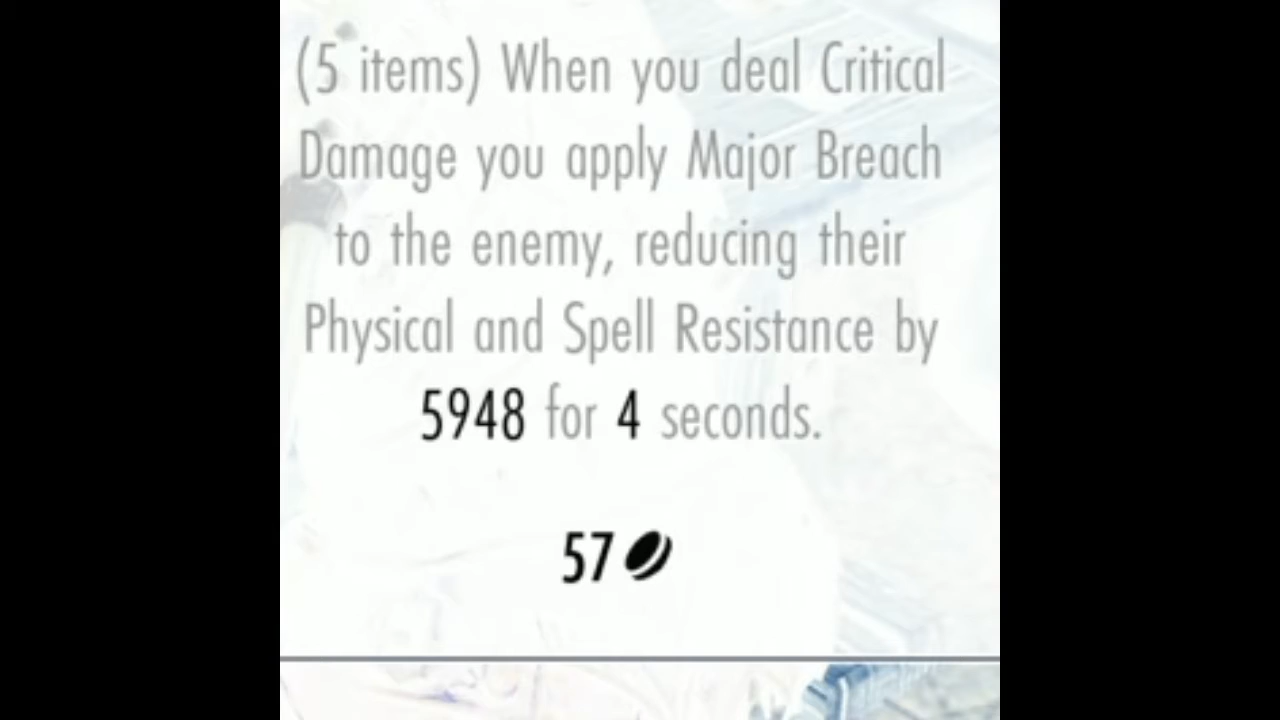 (5 items) When you deal Critical
Damage you apply Major Breach
to the enemy, reducing their
Physical and Spell Resistance by
5948 for 4 seconds.
57